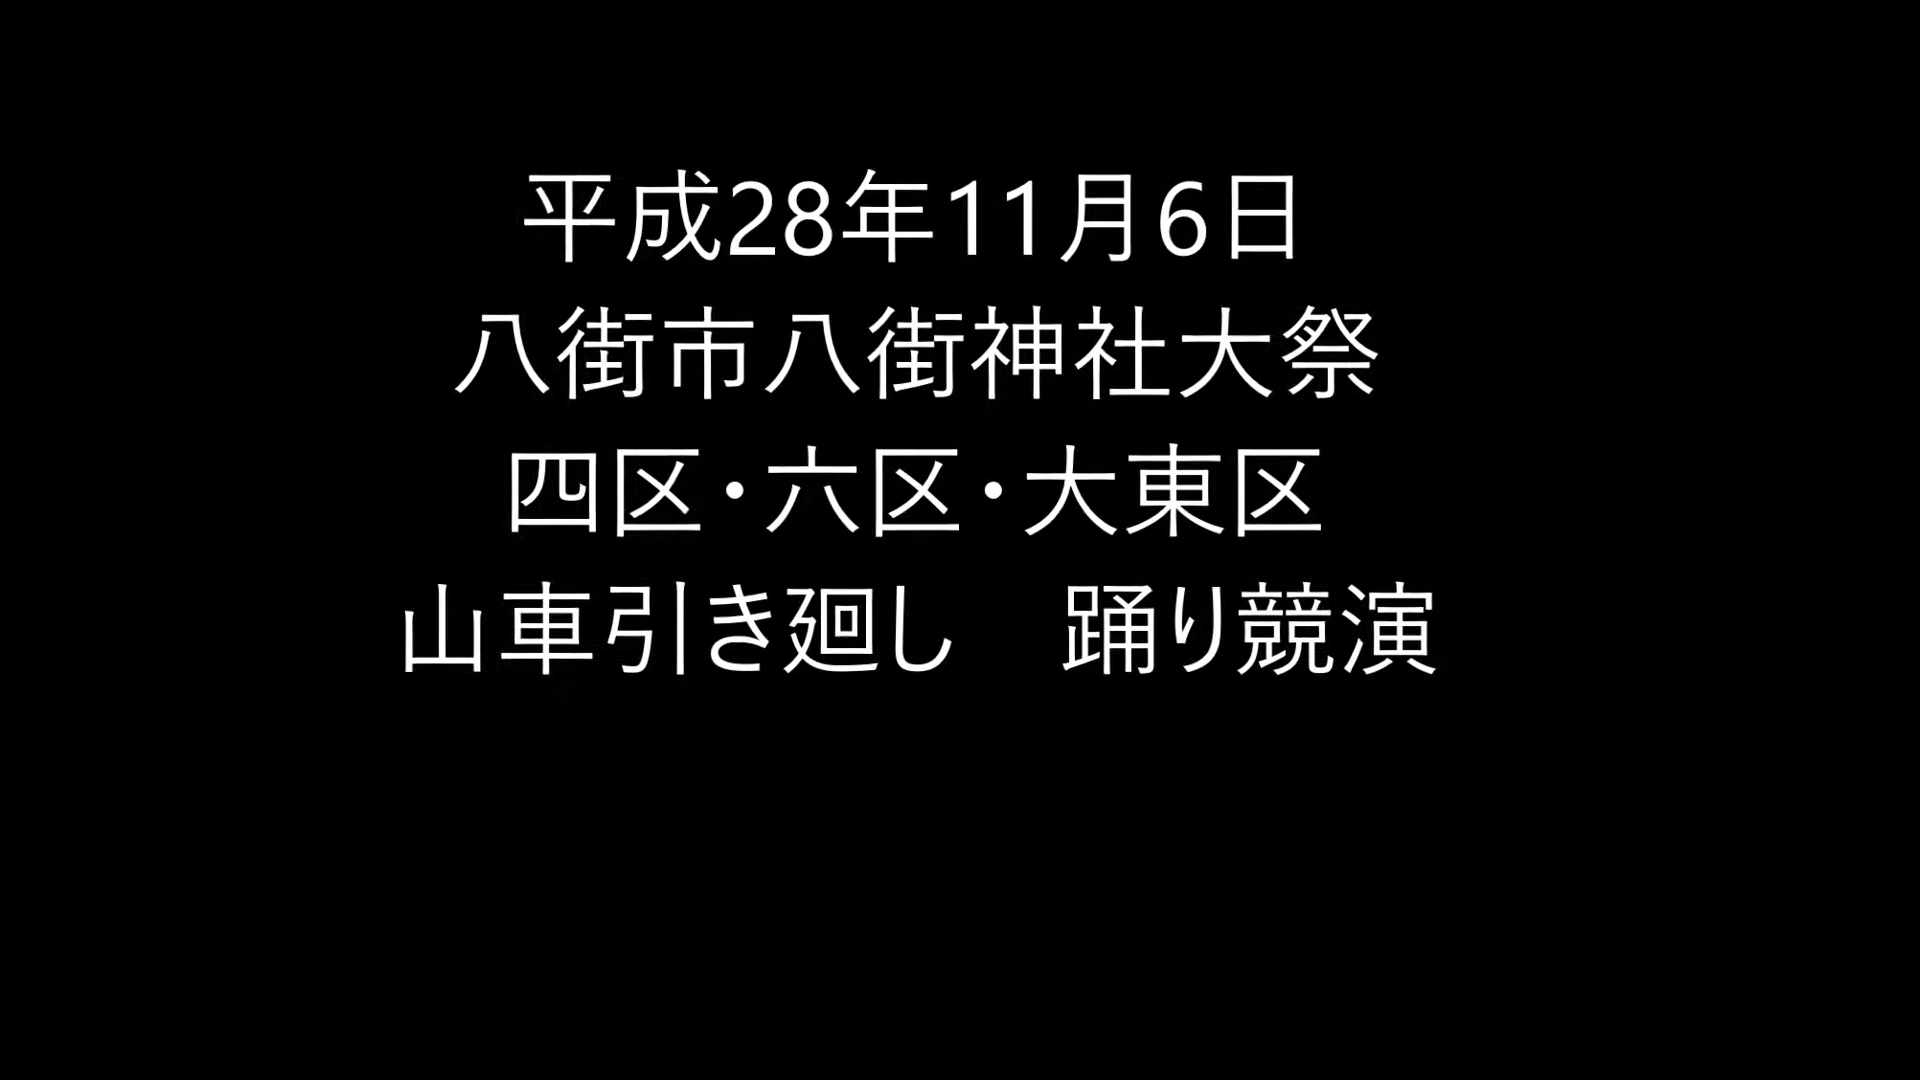 平成28年11月6日
八街市八街神社大祭
四区・六区・大東区
山車引き廻し　踊り競演